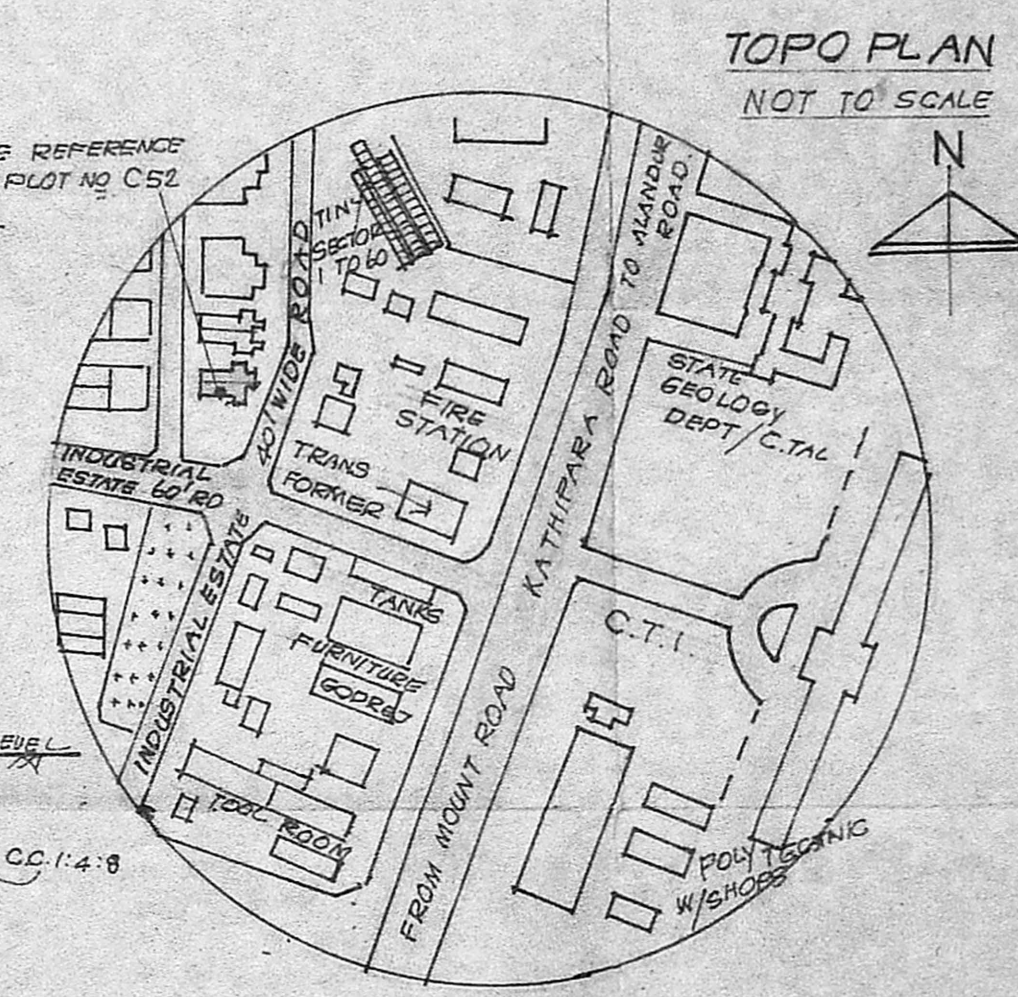 TOPO PLAN
NOT TO SCALE
N
REFERENCE
PLOT NO C52
TINY
SECTOR
1 TO 60
40' WIDE ROAD
KATHIPARA ROAD TO ALANDUR
ROAD.
STATE
GEOLOGY
DEPT/C.TAL
FIRE
STATION
TRANS
FORMER
INDUSTRIAL
ESTATE 60' RD
INDUSTRIAL ESTATE
TANKS
FURNITURE
GODREJ
C.T.I.
TOOL ROOM
FROM MOUNT ROAD
POLYTECGNIC
W/SHOPS
C.C. 1:4:8